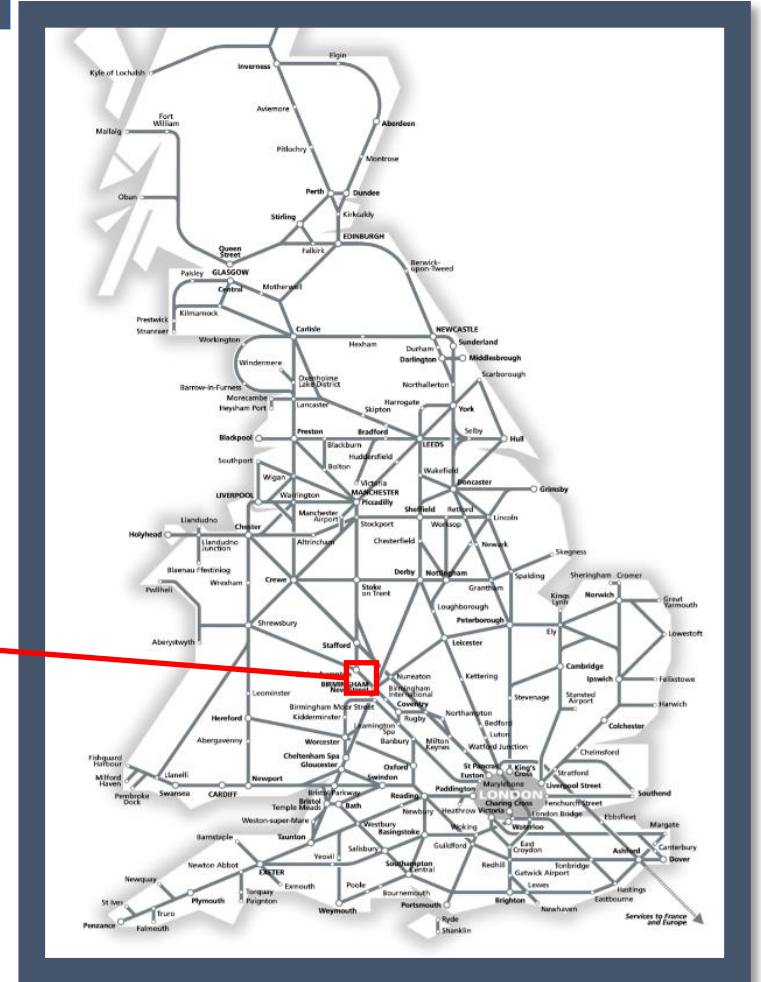 Elgin
Inverness
Kyle of Lochalsh
Aviemore
Fort
William
Aberdeen
Mallaig
Pitlochry
Montrose
Perth
Dundee
Oban
Kirkcaldy
Stirling
EDINBURGH
Queen
Street
Falkirk
Berwick-
upon-Tweed
Paisley
GLASGOW
Central
Motherwell
Kilmarnock
Prestwick
Stranraer
Carlisle
NEWCASTLE
Workington
Hexham
Durham
Sunderland
Darlington
Middlesbrough
Windermere
Scarborough
Oxenholme
Lake District
Barrow-in-Furness
Northallerton
Morecambe
Lancaster
Harrogate
York
Heysham Port
Skipton
Preston
Bradford
Selby
Blackpool
Blackburn
LEEDS
Hull
Huddersfield
Southport
Bolton
Wakefield
Wigan
Victoria
Doncaster
MANCHESTER
Grimsby
LIVERPOOL
Warrington
Piccadilly
Manchester
Airport
Sheffield
Retford
Llandudno
Chester
Stockport
Worksop
Lincoln
Holyhead
Llandudno
Junction
Altrincham
Chesterfield
Newark
Skegness
Blaenau Ffestiniog
Derby
Nottingham
Spalding
Sheringham
Cromer
Pwllheli
Wrexham
Crewe
Stoke
on Trent
Grantham
Kings
Lynn
Norwich
Great
Yarmouth
Loughborough
Peterborough
Shrewsbury
Ely
Lowestoft
Aberystwyth
Stafford
Leicester
Cambridge
Nuneaton
Kettering
Ipswich
Felixstowe
BIRMINGHAM
New
Birmingham
International
Leominster
Stansted
Airport
Stevenage
Harwich
Birmingham Moor Street
Coventry
Kidderminster
Rugby
Northampton
Hereford
Leamington
Spa
Bedford
Colchester
Worcester
Banbury
Milton
Keynes
Luton
Abergavenny
Watford Junction
Chelmsford
Cheltenham Spa
Fishguard
Harbour
Gloucester
Oxford
St Pancras
King's
Cross
Euston
Stratford
Milford
Haven
Llanelli
Newport
Swindon
Paddington
Marylebone
Liverpool Street
Pembroke
Dock
Swansea
CARDIFF
Bristol Parkway
Reading
LONDON
Southend
Bristol
Temple Meads
Bath
Heathrow
Victoria
Charing Cross
Fenchurch Street
Newbury
London Bridge
Ebbsfleet
Weston-super-Mare
Westbury
Basingstoke
Woking
Waterloo
Margate
Barnstaple
Taunton
East
Croydon
Canterbury
Salisbury
Guildford
Ashford
Yeovil
Dover
Newton Abbot
Southampton
Central
Redhill
Tonbridge
EXETER
Gatwick Airport
Newquay
Exmouth
Poole
Lewes
Hastings
Torquay
Bournemouth
Eastbourne
St Ives
Plymouth
Paignton
Portsmouth
Brighton
Newhaven
Weymouth
Truro
Ryde
Services to France
and Europe
Penzance
Falmouth
Shanklin